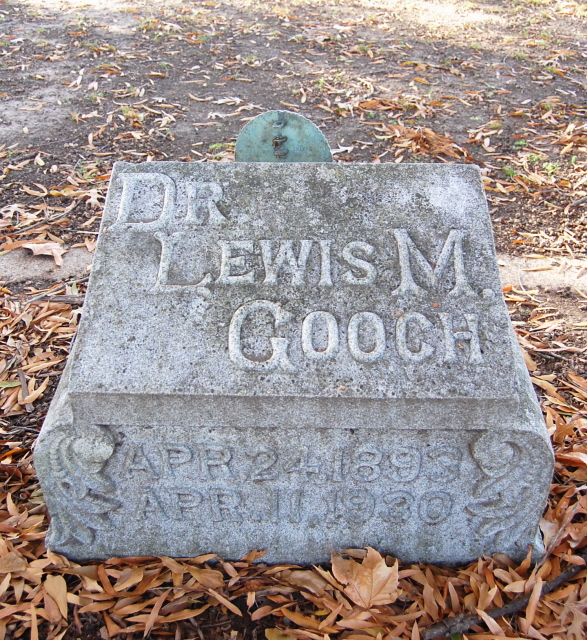 DR.
LEWIS M.
GOOCH
APR. 24, 1893
APR. 11, 1930